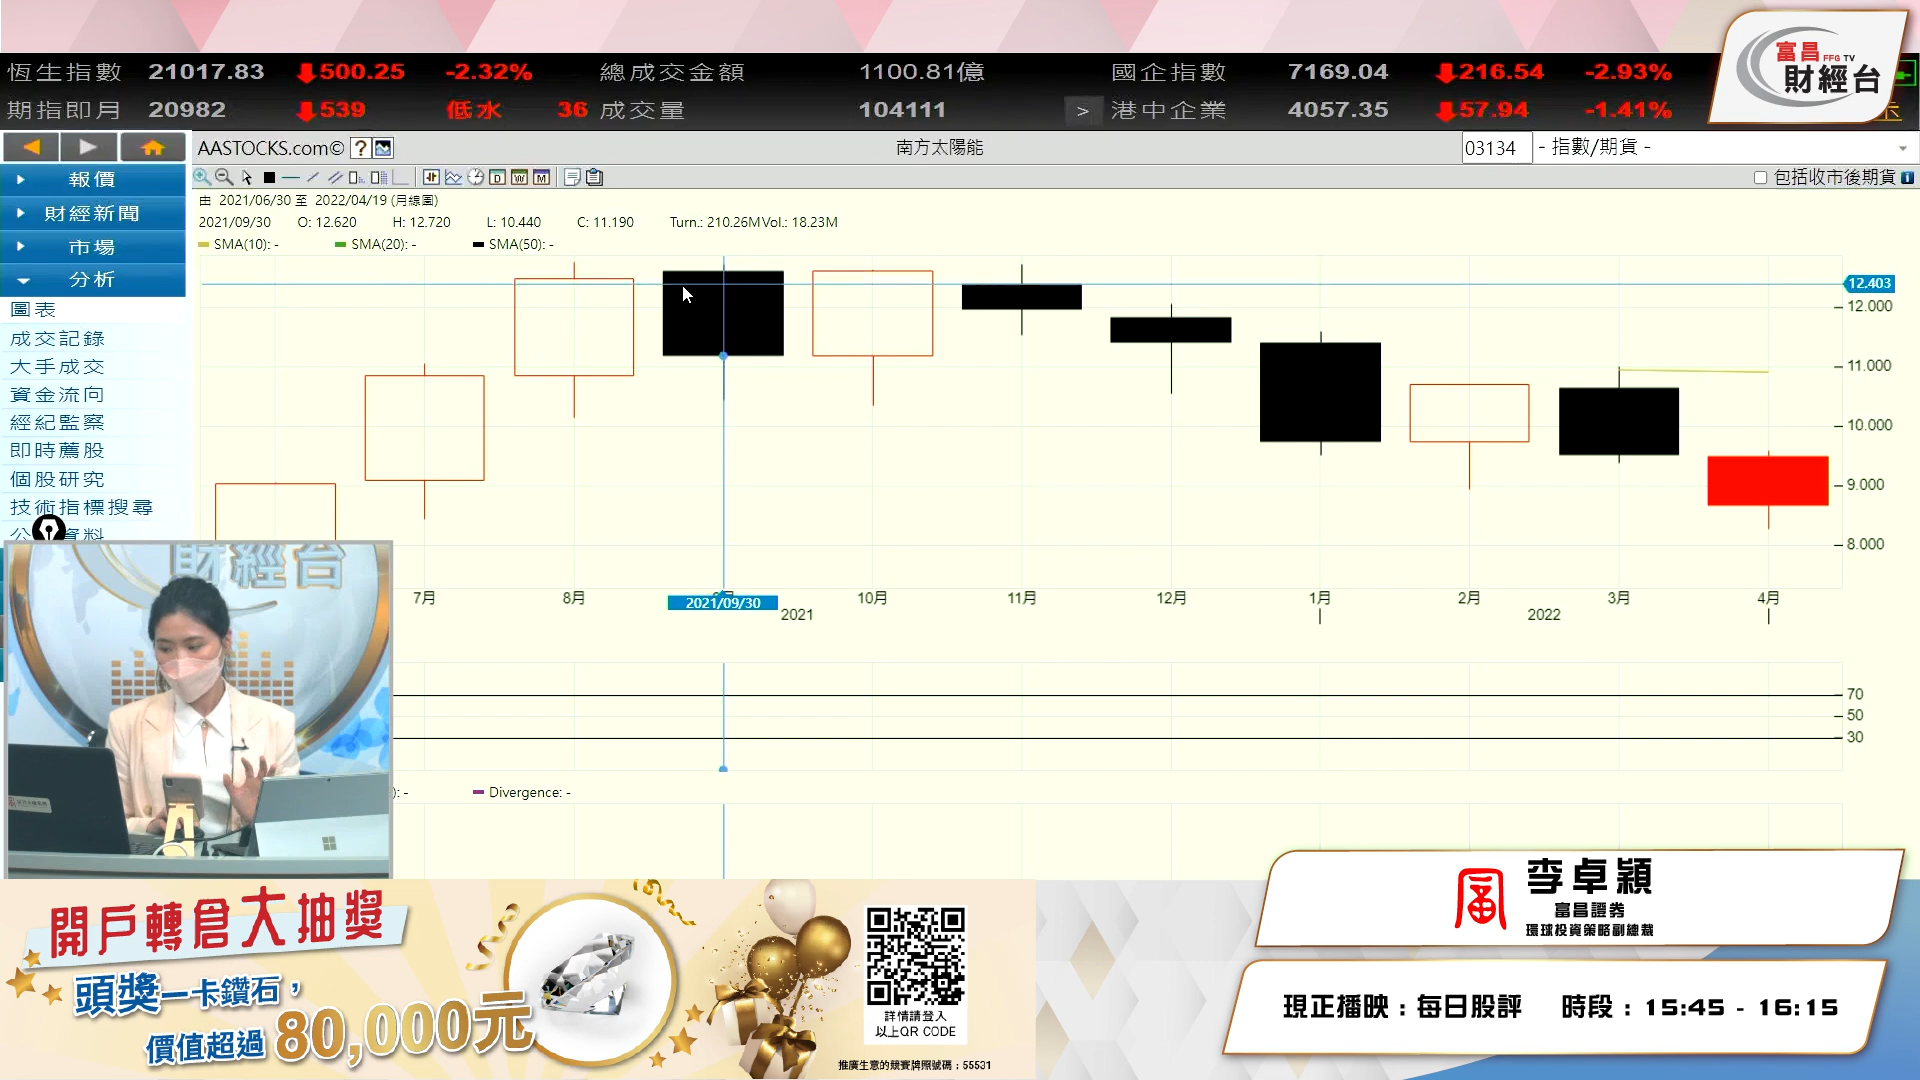 恆生指數 21017.83 500.25 -2.32% 總成交金額 1100.81億 國企指數 7169.04 216.54 -2.93%
期指即月 20982 539 低水 36 成交量 104111 > 港中企業 4057.35 57.94 -1.41%
富昌 FFG TV
財經台
AASTOCKS.com© ? 南方太陽能 03134 - 指數/期貨 -
包括收市後期貨
D W M
報價
財經新聞
市場
分析
圖表
成交記錄
大手成交
資金流向
經紀監察
即時薦股
個股研究
技術指標搜尋
由 2021/06/30 至 2022/04/19 (月線圖)
2021/09/30 O: 12.620 H: 12.720 L: 10.440 C: 11.190 Turn.: 210.26M Vol.: 18.23M
SMA(10): - SMA(20): - SMA(50): -
12.403
12.000
11.000
10.000
9.000
8.000
7月 8月 2021/09/30 10月 11月 12月 1月 2月 3月 4月
2021 2022
70
50
30
): - Divergence: -
財經台
開戶轉倉大抽獎
頭獎一卡鑽石，
價值超過 80,000元
詳情請登入
以上QR CODE
推廣生意的競賽牌照號碼：55531
富
李卓穎
富昌證券
環球投資策略副總裁
現正播映：每日股評 時段：15:45 - 16:15